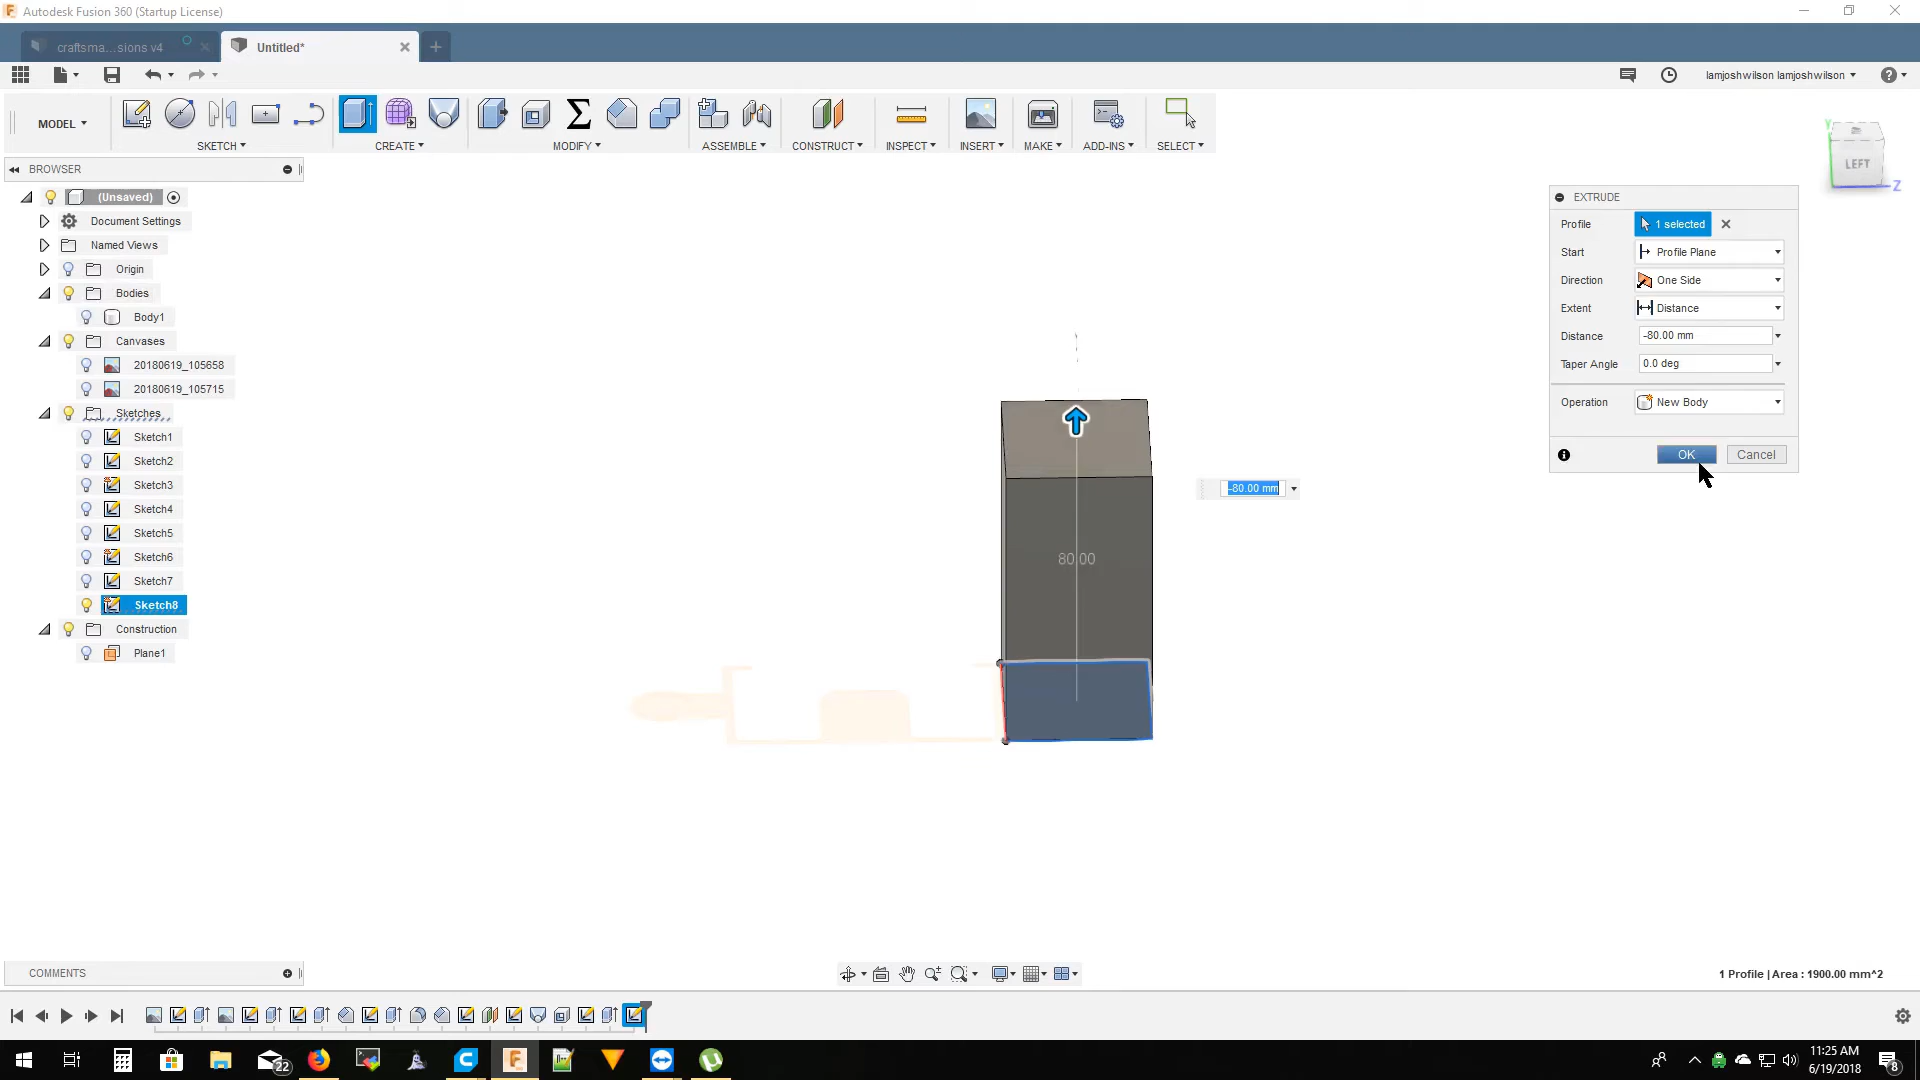 Autodesk Fusion 360 (Startup License)
craftsma...sions v4
Untitled*
lamjoshwilson lamjoshwilson
MODEL
SKETCH
CREATE
MODIFY
ASSEMBLE
CONSTRUCT
INSPECT
INSERT
MAKE
ADD-INS
SELECT
BROWSER
(Unsaved)
Document Settings
Named Views
Origin
Bodies
Body1
Canvases
20180619_105658
20180619_105715
Sketches
Sketch1
Sketch2
Sketch3
Sketch4
Sketch5
Sketch6
Sketch7
Sketch8
Construction
Plane1
Y
LEFT
Z
EXTRUDE
Profile 1 selected
Start Profile Plane
Direction One Side
Extent Distance
Distance -80.00 mm
Taper Angle 0.0 deg
Operation New Body
OK Cancel
-80.00 mm
80.00
COMMENTS
1 Profile | Area : 1900.00 mm^2
22
11:25 AM
6/19/2018
8